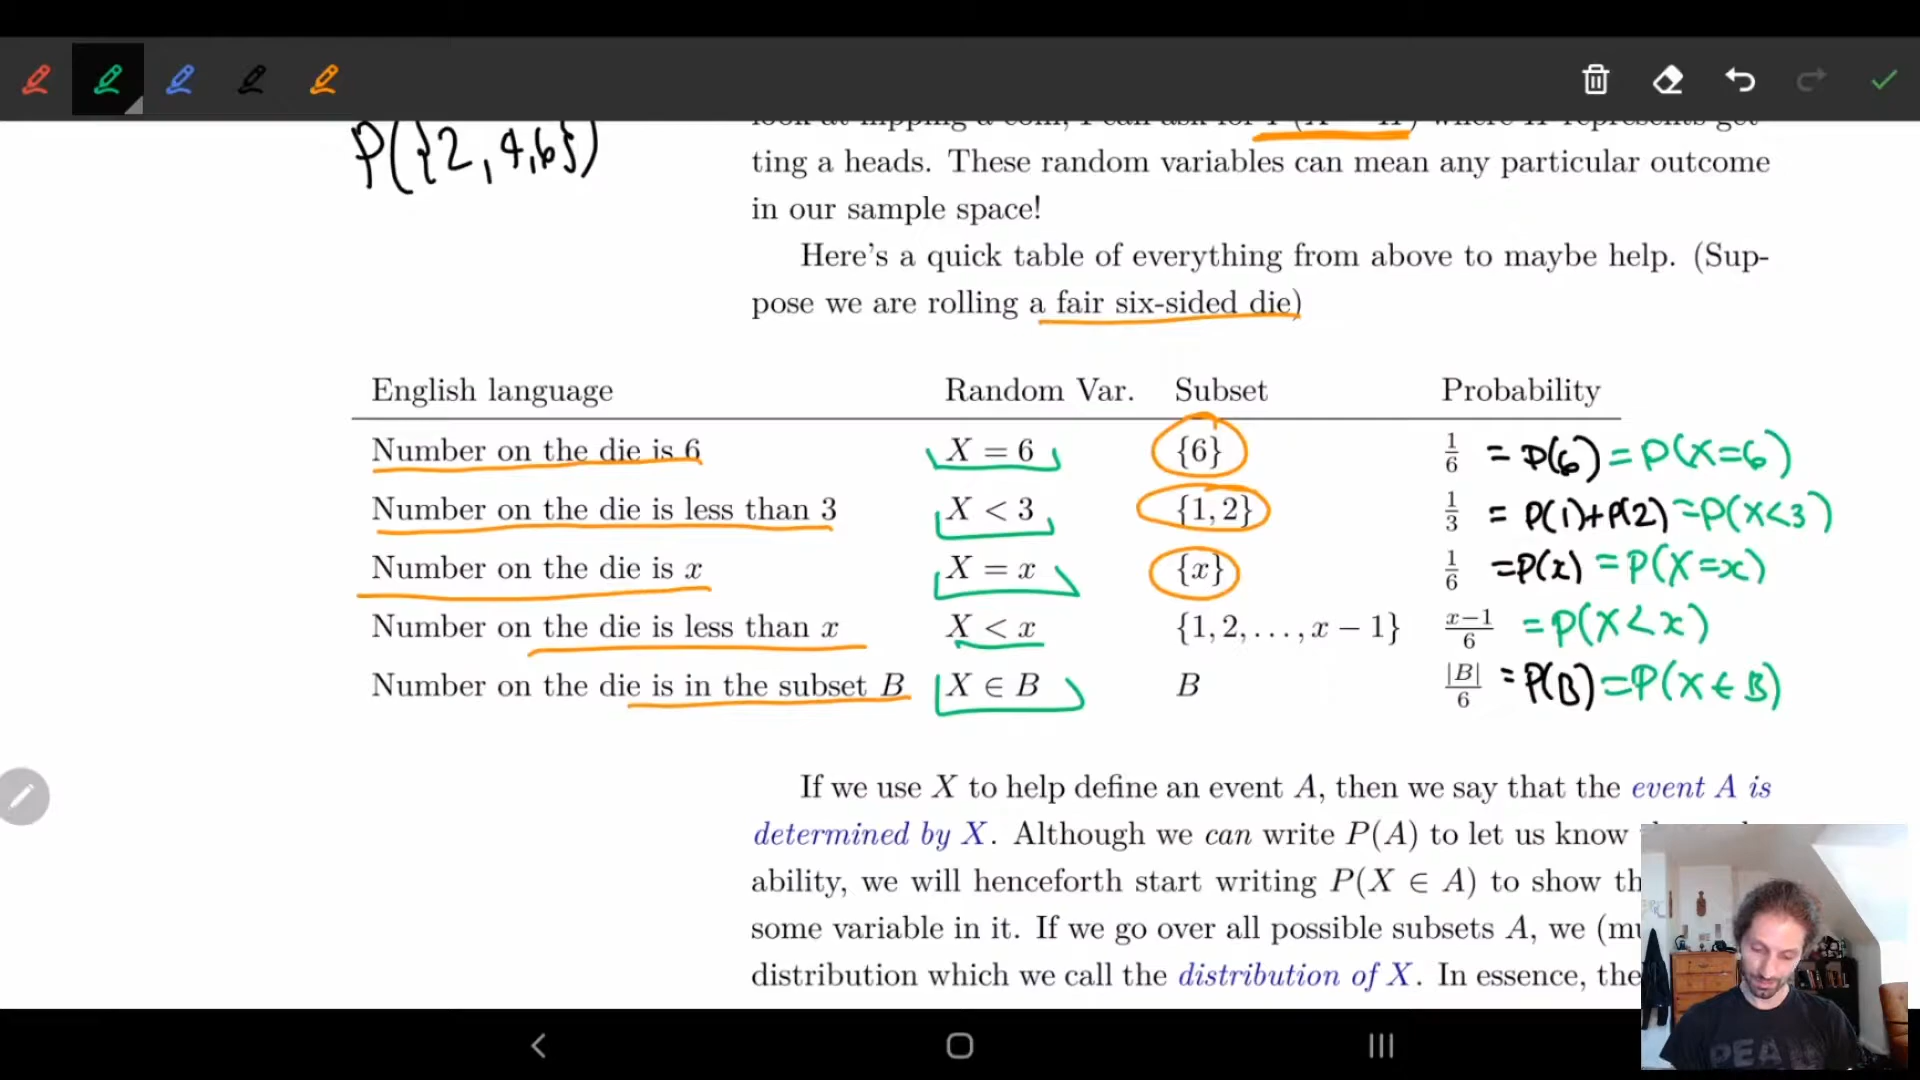 P({2,4,6})
ting a heads. These random variables can mean any particular outcome
in our sample space!
Here's a quick table of everything from above to maybe help. (Sup-
pose we are rolling a fair six-sided die)
English language Random Var. Subset Probability
Number on the die is 6 X = 6 {6} 1/6 = P(6) = P(X=6)
Number on the die is less than 3 X < 3 {1, 2} 1/3 = P(1)+P(2) = P(X<3)
Number on the die is x X = x {x} 1/6 = P(x) = P(X=x)
Number on the die is less than x X < x {1, 2, . . . , x − 1} x−1/6 = P(X<x)
Number on the die is in the subset B X ∈ B B |B|/6 = P(B) = P(X∈B)
If we use X to help define an event A, then we say that the event A is
determined by X. Although we can write P(A) to let us know
ability, we will henceforth start writing P(X ∈ A) to show
some variable in it. If we go over all possible subsets A, we
distribution which we call the distribution of X. In essence, the